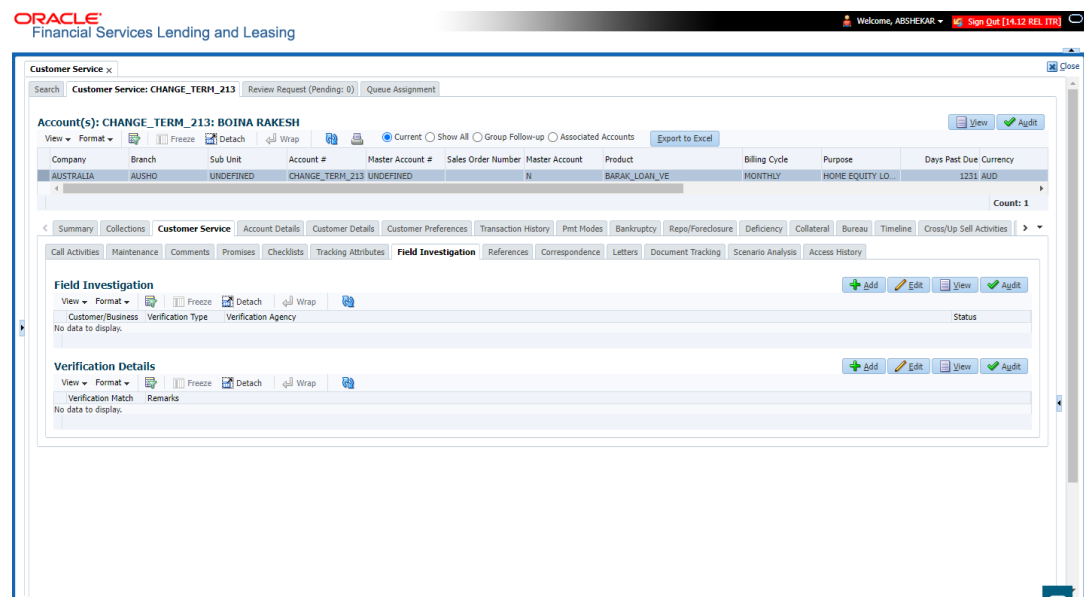 ORACLE
Financial Services Lending and Leasing
Welcome, ABSHEKAR
Sign Out [14.12 REL ITR]
Customer Service ×
Close
Search Customer Service: CHANGE_TERM_213 Review Request (Pending: 0) Queue Assignment
Account(s): CHANGE_TERM_213: BOINA RAKESH
View Audit
View Format Freeze Detach Wrap Current Show All Group Follow-up Associated Accounts Export to Excel
Company Branch Sub Unit Account # Master Account # Sales Order Number Master Account Product Billing Cycle Purpose Days Past Due Currency
AUSTRALIA AUSHO UNDEFINED CHANGE_TERM_213 UNDEFINED N BARAK_LOAN_VE MONTHLY HOME EQUITY LO... 1231 AUD
Count: 1
Summary Collections Customer Service Account Details Customer Details Customer Preferences Transaction History Pmt Modes Bankruptcy Repo/Foreclosure Deficiency Collateral Bureau Timeline Cross/Up Sell Activities
Call Activities Maintenance Comments Promises Checklists Tracking Attributes Field Investigation References Correspondence Letters Document Tracking Scenario Analysis Access History
Field Investigation
Add Edit View Audit
View Format Freeze Detach Wrap
Customer/Business Verification Type Verification Agency Status
No data to display.
Verification Details
Add Edit View Audit
View Format Freeze Detach Wrap
Verification Match Remarks
No data to display.